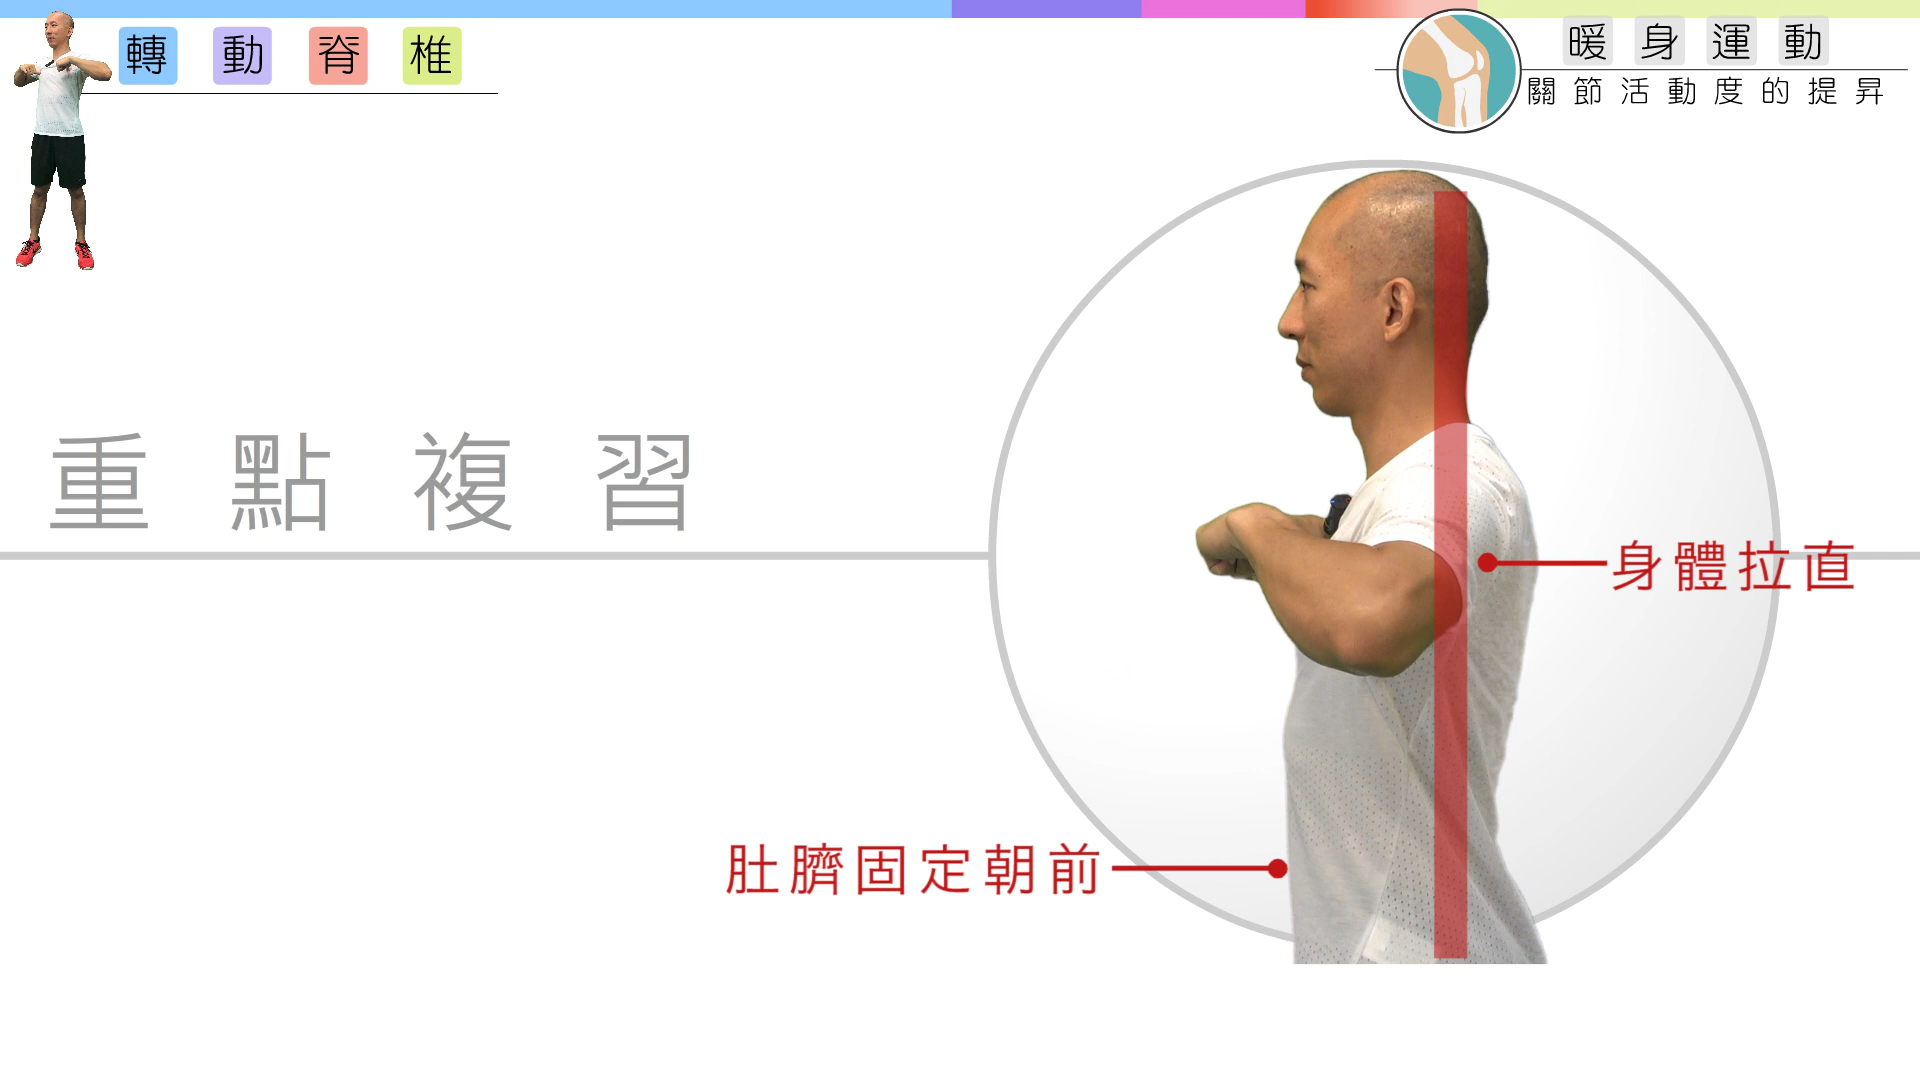 轉動脊椎
暖身運動
關節活動度的提昇
重點複習
身體拉直
肚臍固定朝前